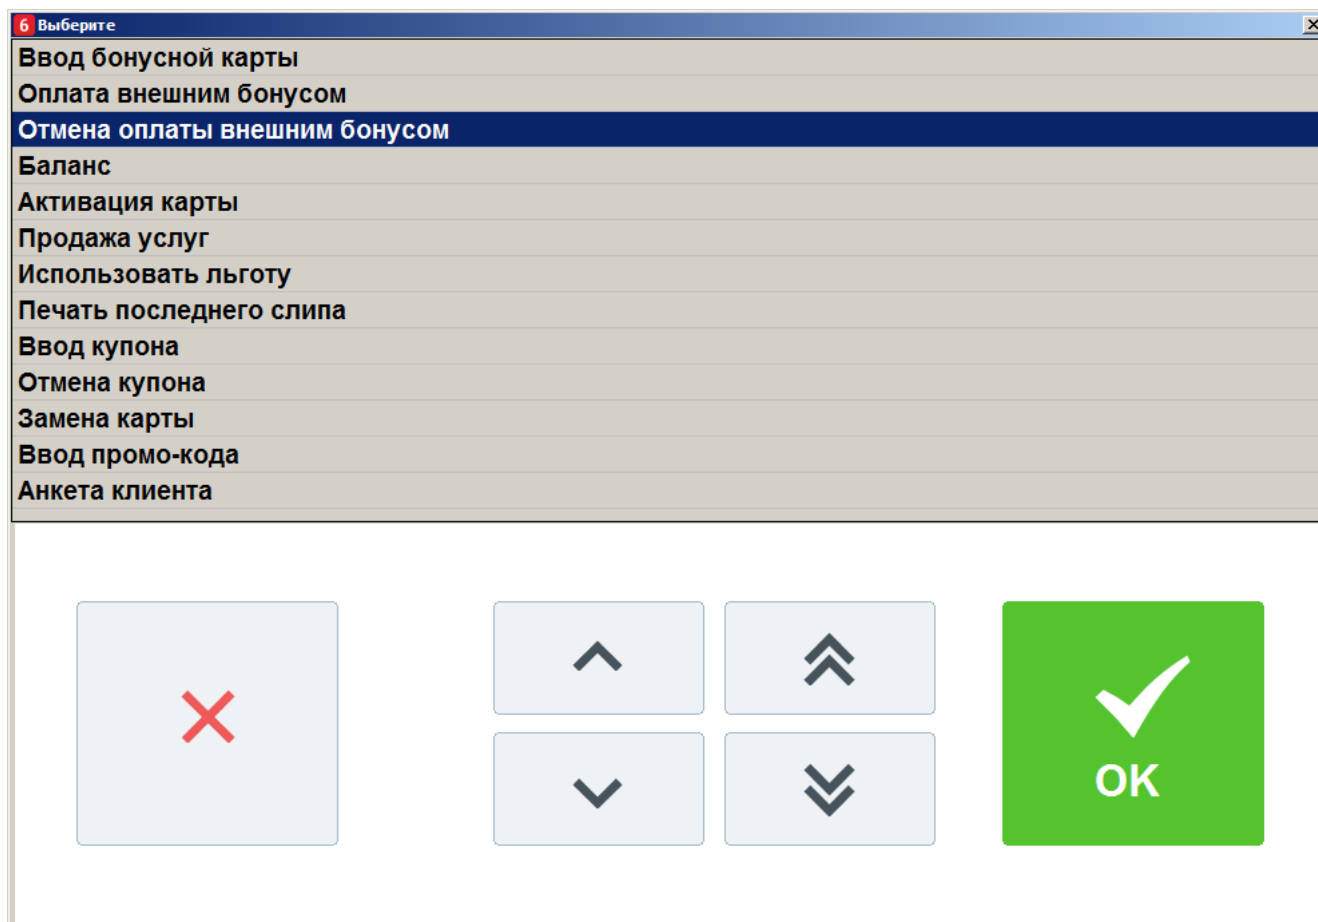 6 Выберите
Ввод бонусной карты
Оплата внешним бонусом
Отмена оплаты внешним бонусом
Баланс
Активация карты
Продажа услуг
Использовать льготу
Печать последнего слипа
Ввод купона
Отмена купона
Замена карты
Ввод промо-кода
Анкета клиента
OK